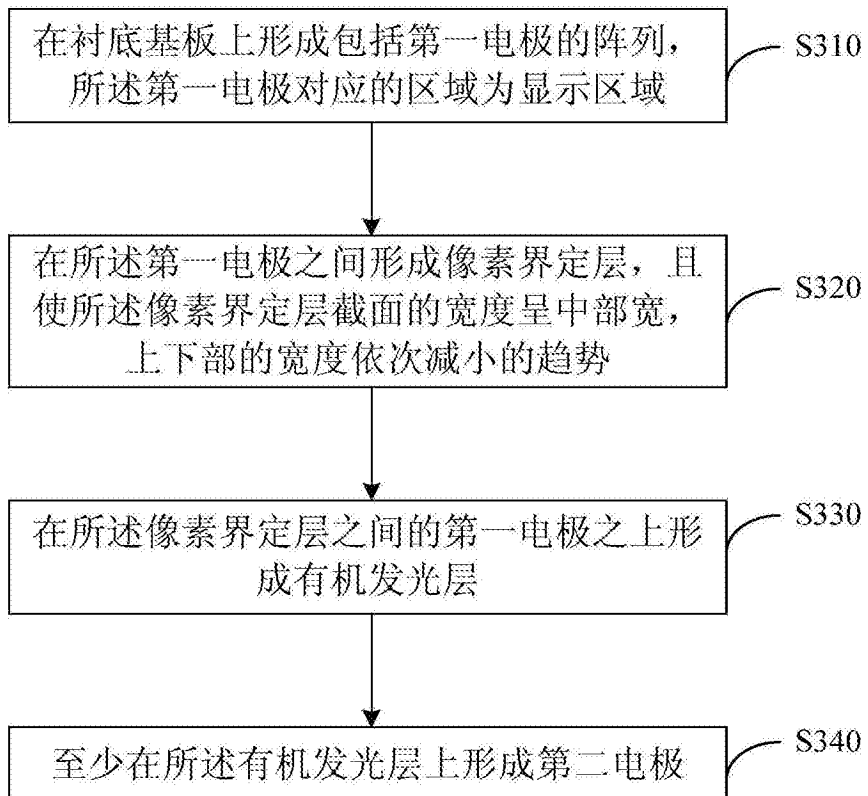 在衬底基板上形成包括第一电极的阵列，
所述第一电极对应的区域为显示区域
S310
在所述第一电极之间形成像素界定层，且
使所述像素界定层截面的宽度呈中部宽，
上下部的宽度依次减小的趋势
S320
在所述像素界定层之间的第一电极之上形
成有机发光层
S330
至少在所述有机发光层上形成第二电极
S340